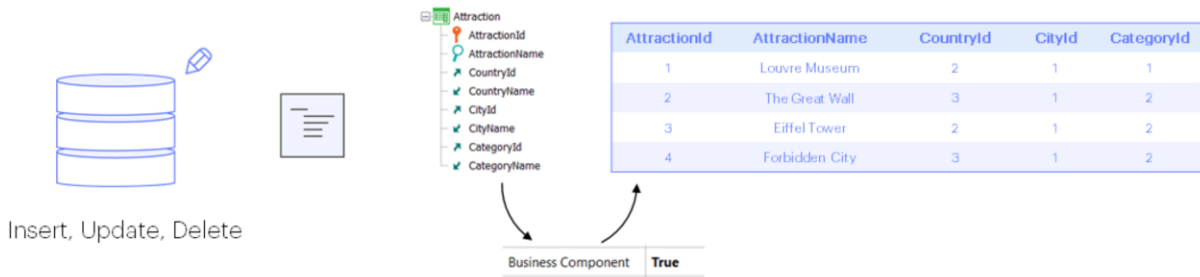 Insert, Update, Delete
Attraction
AttractionId
AttractionName
CountryId
CountryName
CityId
CityName
CategoryId
CategoryName
AttractionId AttractionName CountryId CityId CategoryId
1 Louvre Museum 2 1 1
2 The Great Wall 3 1 2
3 Eiffel Tower 2 1 2
4 Forbidden City 3 1 2
Business Component True